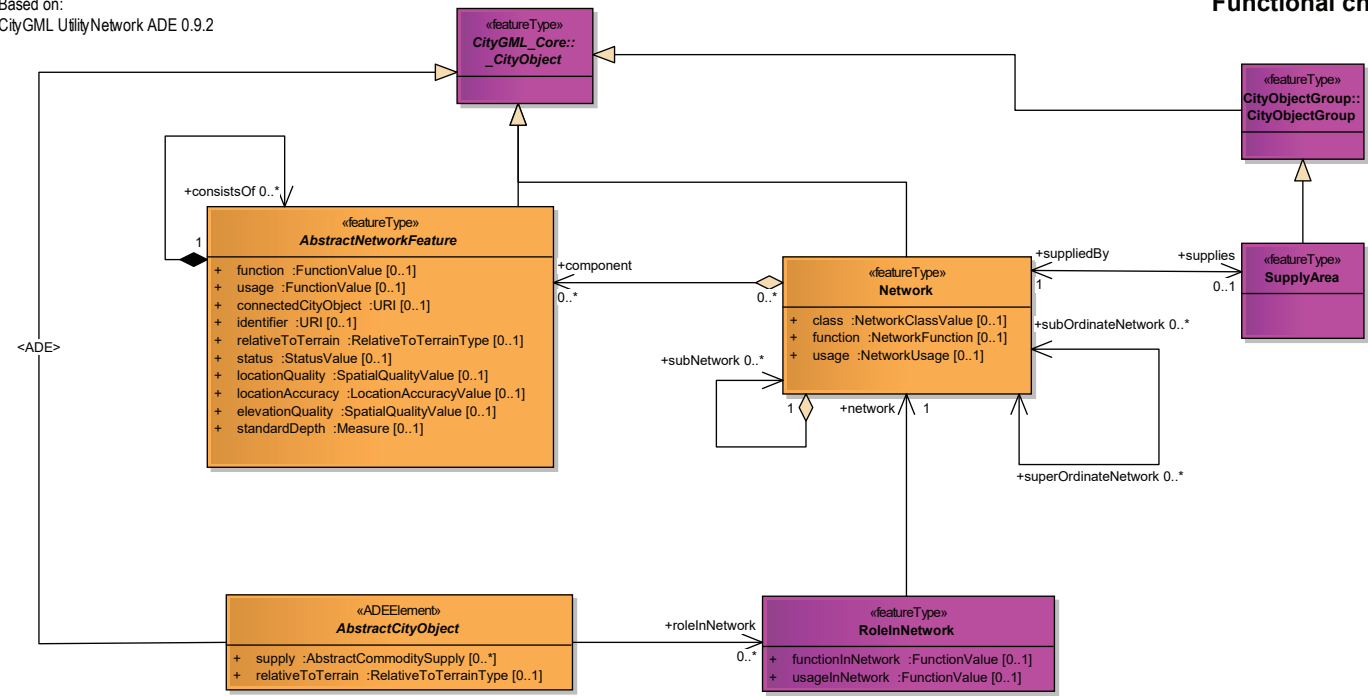 Based on:
CityGML UtilityNetwork ADE 0.9.2
Functional ch
«featureType»
CityGML_Core::
_CityObject
«featureType»
CityObjectGroup::
CityObjectGroup
+consistsOf 0..*
1
«featureType»
AbstractNetworkFeature
+ function :FunctionValue [0..1]
+ usage :FunctionValue [0..1]
+ connectedCityObject :URI [0..1]
+ identifier :URI [0..1]
+ relativeToTerrain :RelativeToTerrainType [0..1]
+ status :StatusValue [0..1]
+ locationQuality :SpatialQualityValue [0..1]
+ locationAccuracy :LocationAccuracyValue [0..1]
+ elevationQuality :SpatialQualityValue [0..1]
+ standardDepth :Measure [0..1]
+component
0..*
0..*
«featureType»
Network
+ class :NetworkClassValue [0..1]
+ function :NetworkFunction [0..1]
+ usage :NetworkUsage [0..1]
+suppliedBy
1
+supplies
0..1
«featureType»
SupplyArea
+subOrdinateNetwork 0..*
+superOrdinateNetwork 0..*
+subNetwork 0..*
1
+network
1
<ADE>
«ADEElement»
AbstractCityObject
+ supply :AbstractCommoditySupply [0..*]
+ relativeToTerrain :RelativeToTerrainType [0..1]
+roleInNetwork
0..*
«featureType»
RoleInNetwork
+ functionInNetwork :FunctionValue [0..1]
+ usageInNetwork :FunctionValue [0..1]